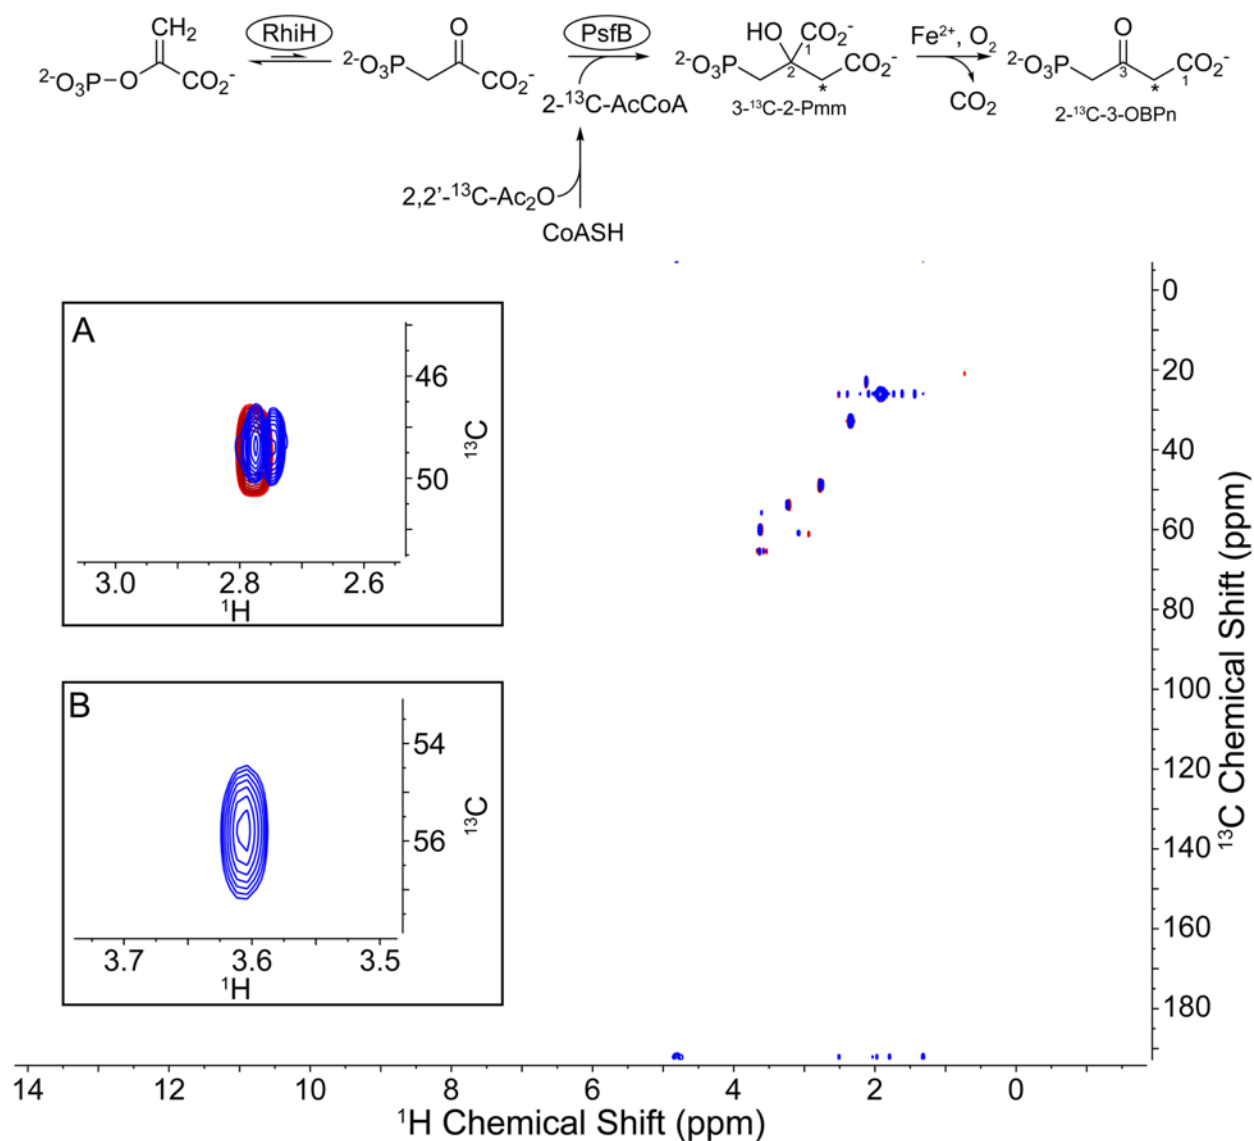 CH₂ RhiH O PsfB HO CO₂⁻ Fe²⁺, O₂ O
²⁻O₃P O CO₂⁻ ²⁻O₃P CO₂⁻ ²⁻O₃P 1 2 * CO₂⁻ ²⁻O₃P 3 * 1 CO₂⁻
2-¹³C-AcCoA 3-¹³C-2-Pmm CO₂ 2-¹³C-3-OBPn
2,2'-¹³C-Ac₂O
CoASH
A
46
50
¹³C
3.0 2.8 2.6
¹H
B
54
56
¹³C
3.7 3.6 3.5
¹H
0
20
40
60
80
100
120
140
160
180
¹³C Chemical Shift (ppm)
14 12 10 8 6 4 2 0
¹H Chemical Shift (ppm)